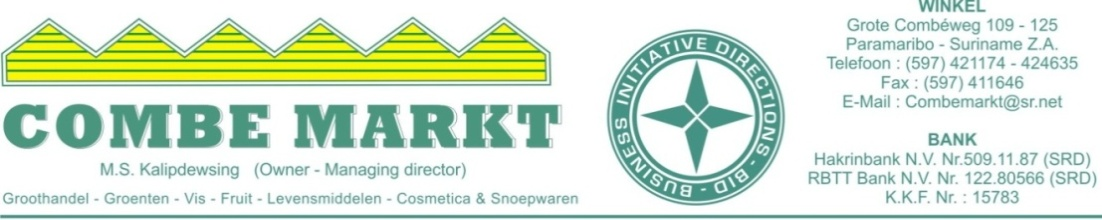 COMBE MARKT
M.S. Kalipdewsing (Owner - Managing director)
Groothandel - Groenten - Vis - Fruit - Levensmiddelen - Cosmetica & Snoepwaren
BUSINESS INITIATIVE DIRECTIONS - BID -
WINKEL
Grote Combéweg 109 - 125
Paramaribo - Suriname Z.A.
Telefoon : (597) 421174 - 424635
Fax : (597) 411646
E-Mail : Combemarkt@sr.net
BANK
Hakrinbank N.V. Nr.509.11.87 (SRD)
RBTT Bank N.V. Nr. 122.80566 (SRD)
K.K.F. Nr. : 15783